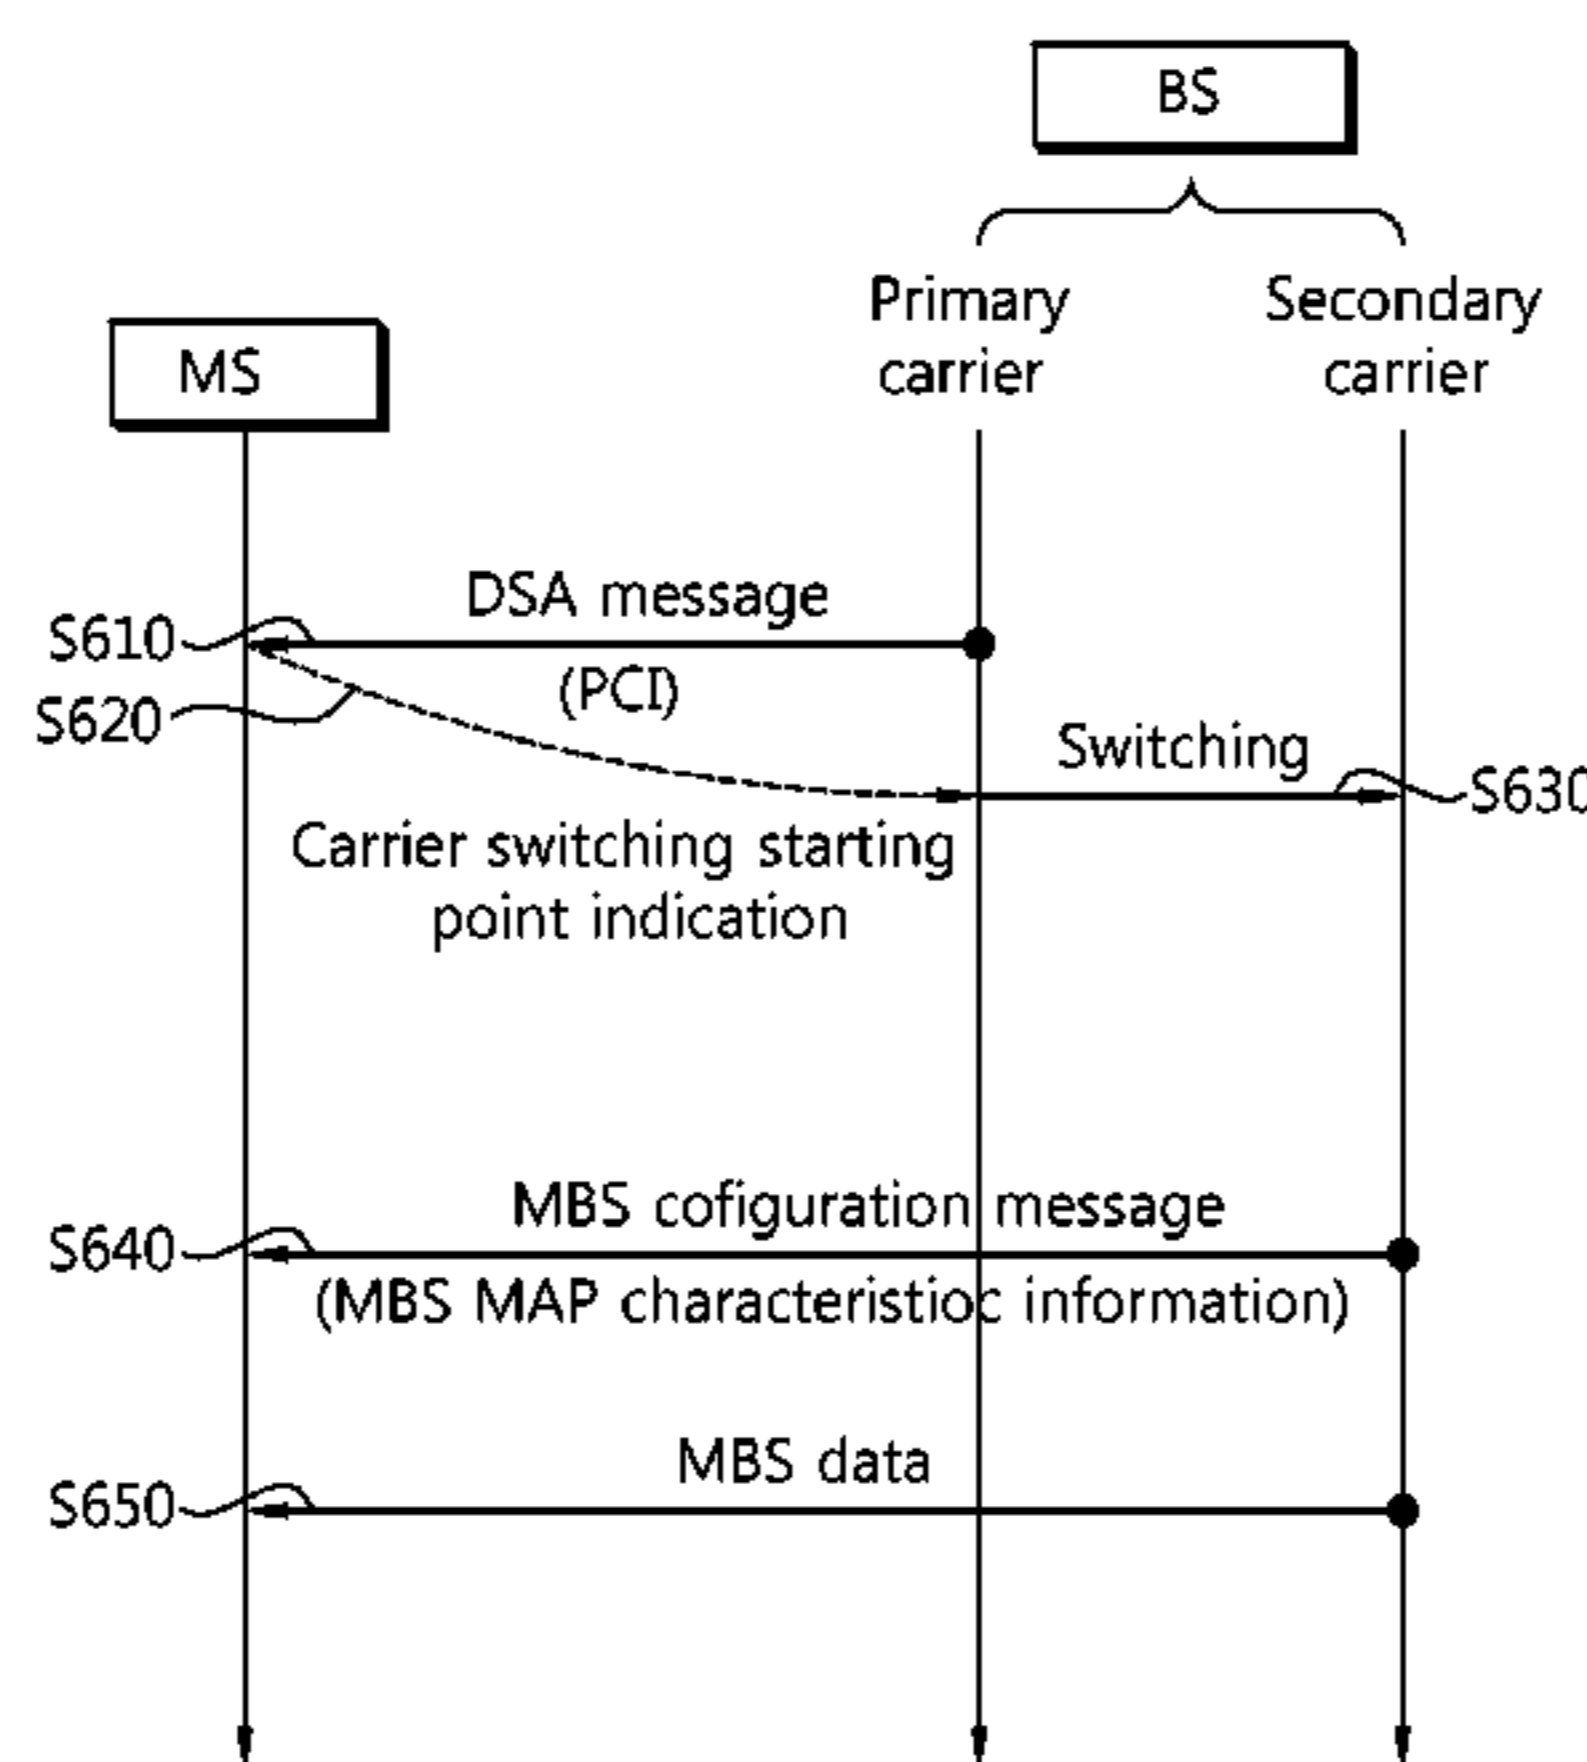 BS
Primary
carrier
Secondary
carrier
MS
DSA message
S610
(PCI)
S620
Switching
S630
Carrier switching starting
point indication
MBS cofiguration message
S640
(MBS MAP characteristioc information)
MBS data
S650